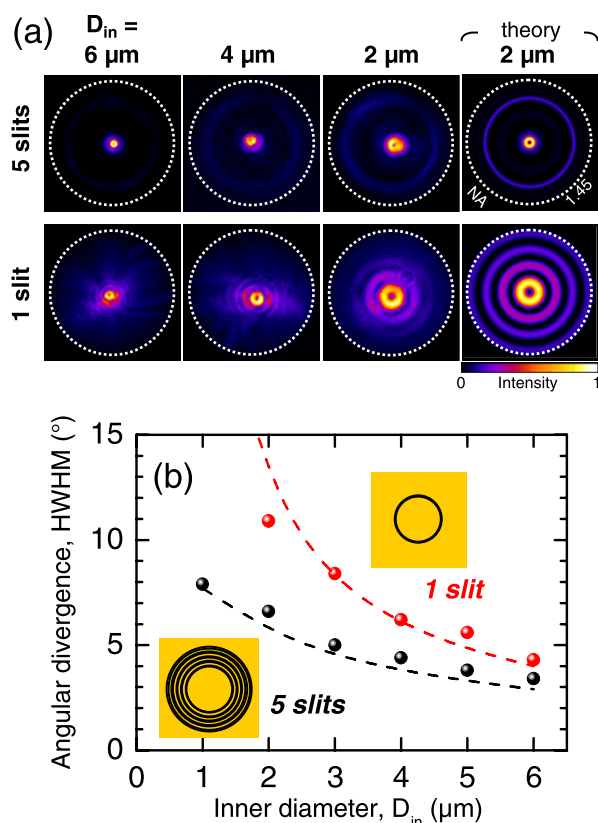 (a)
D_in =
6 µm 4 µm 2 µm theory 2 µm
5 slits
NA 1.45
1 slit
0 Intensity 1
(b)
Angular divergence, HWHM (°)
15
10
5
0
1 slit
5 slits
0 1 2 3 4 5 6
Inner diameter, D_in (µm)